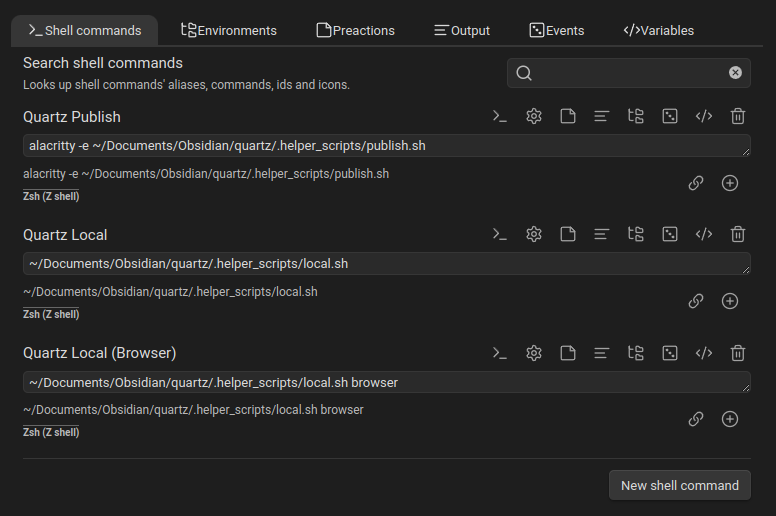 Shell commands Environments Preactions Output Events </>Variables
Search shell commands
Looks up shell commands' aliases, commands, ids and icons.
Quartz Publish
alacritty -e ~/Documents/Obsidian/quartz/.helper_scripts/publish.sh
alacritty -e ~/Documents/Obsidian/quartz/.helper_scripts/publish.sh
Zsh (Z shell)
Quartz Local
~/Documents/Obsidian/quartz/.helper_scripts/local.sh
~/Documents/Obsidian/quartz/.helper_scripts/local.sh
Zsh (Z shell)
Quartz Local (Browser)
~/Documents/Obsidian/quartz/.helper_scripts/local.sh browser
~/Documents/Obsidian/quartz/.helper_scripts/local.sh browser
Zsh (Z shell)
New shell command